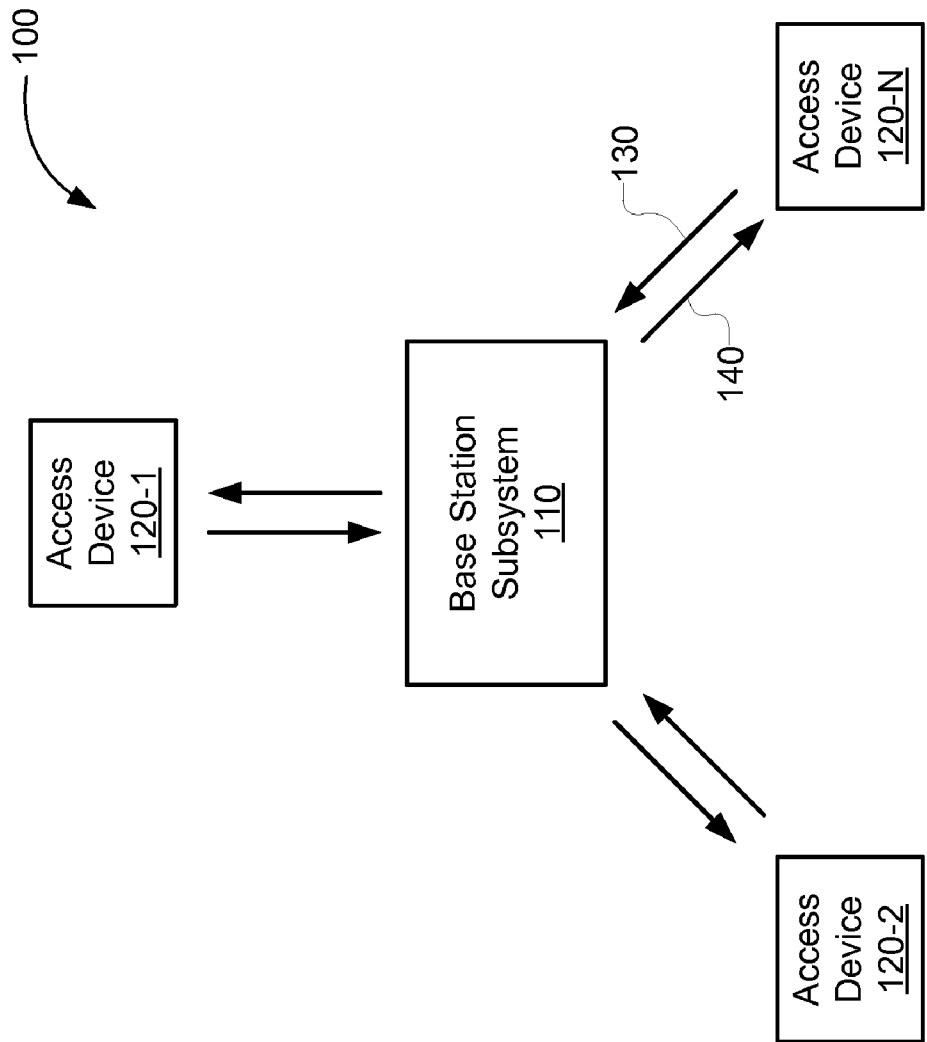 100
Access
Device
120-1
Base Station
Subsystem
110
130
140
Access
Device
120-2
Access
Device
120-N